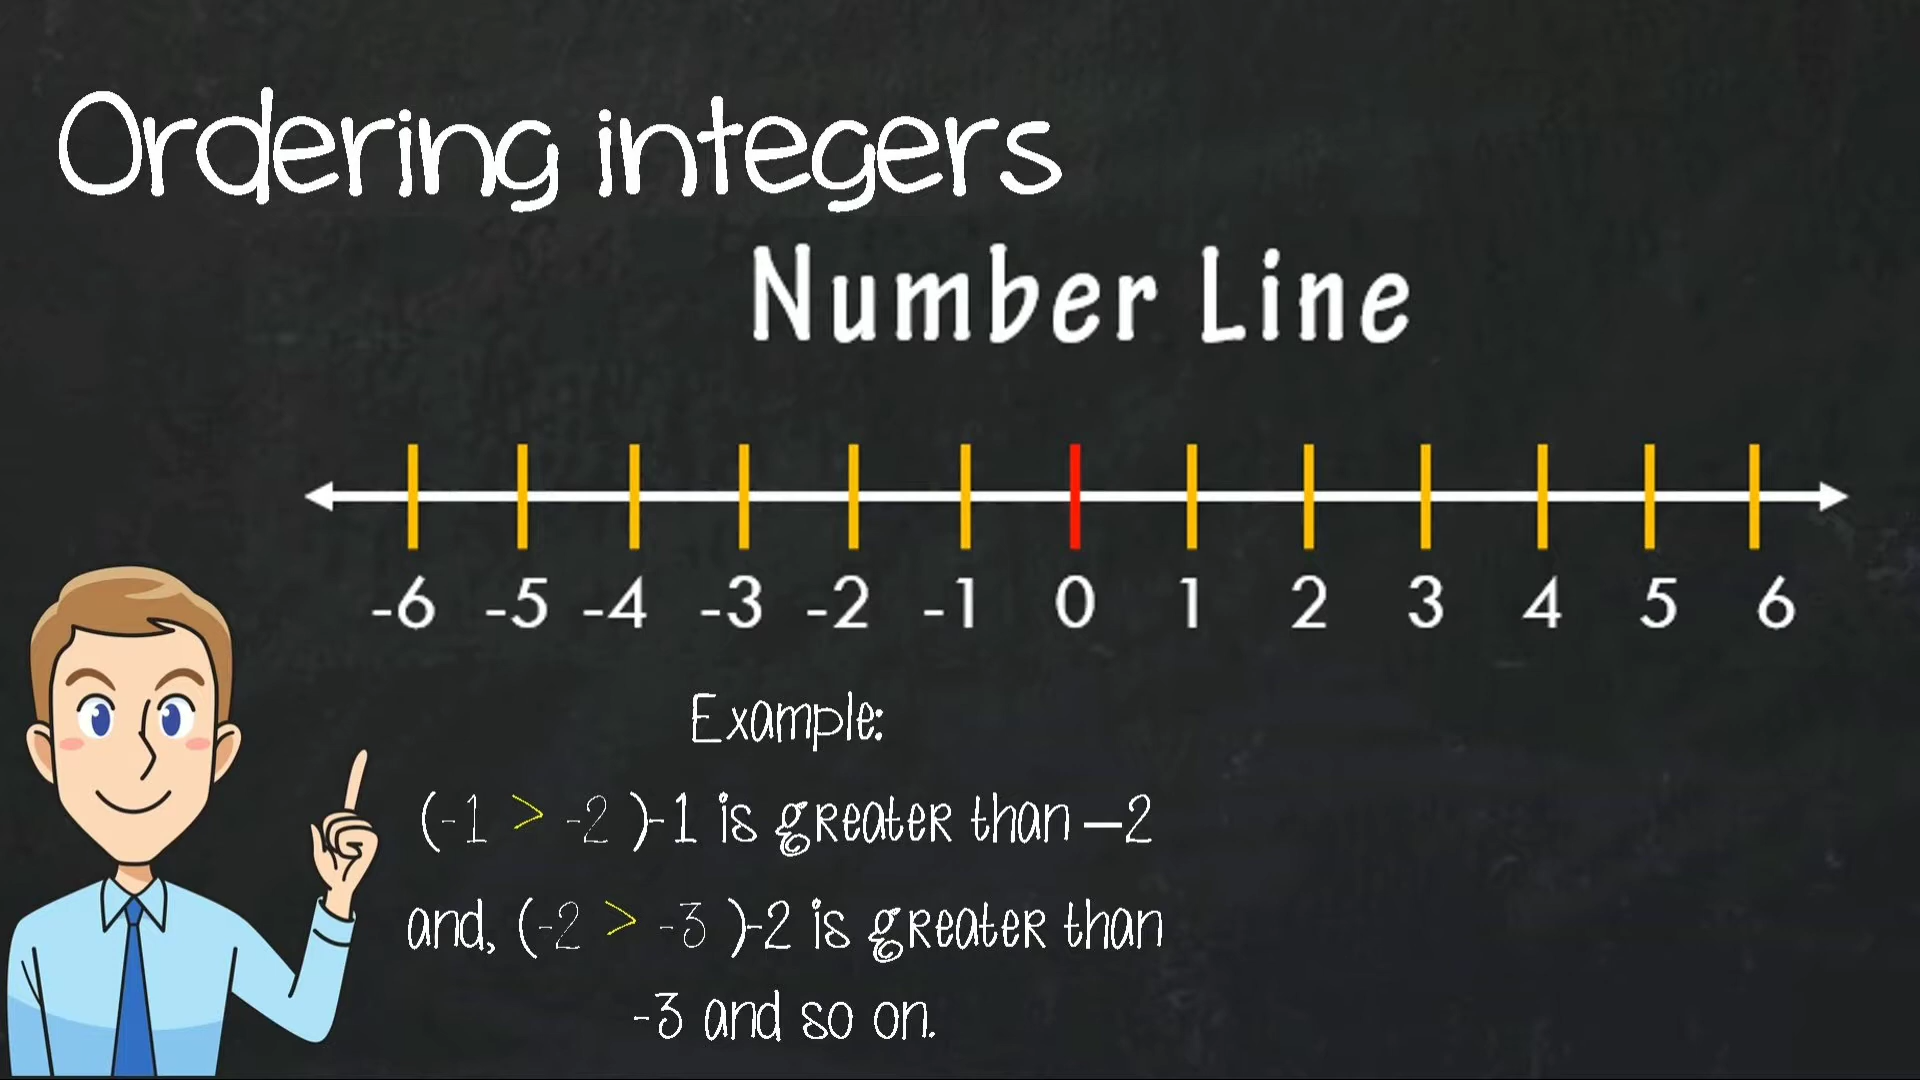 Ordering integers
Number Line
-6 -5 -4 -3 -2 -1 0 1 2 3 4 5 6
Example:
(-1 > -2 )-1 is greater than —2
and, (-2 > -3 )-2 is greater than
-3 and so on.